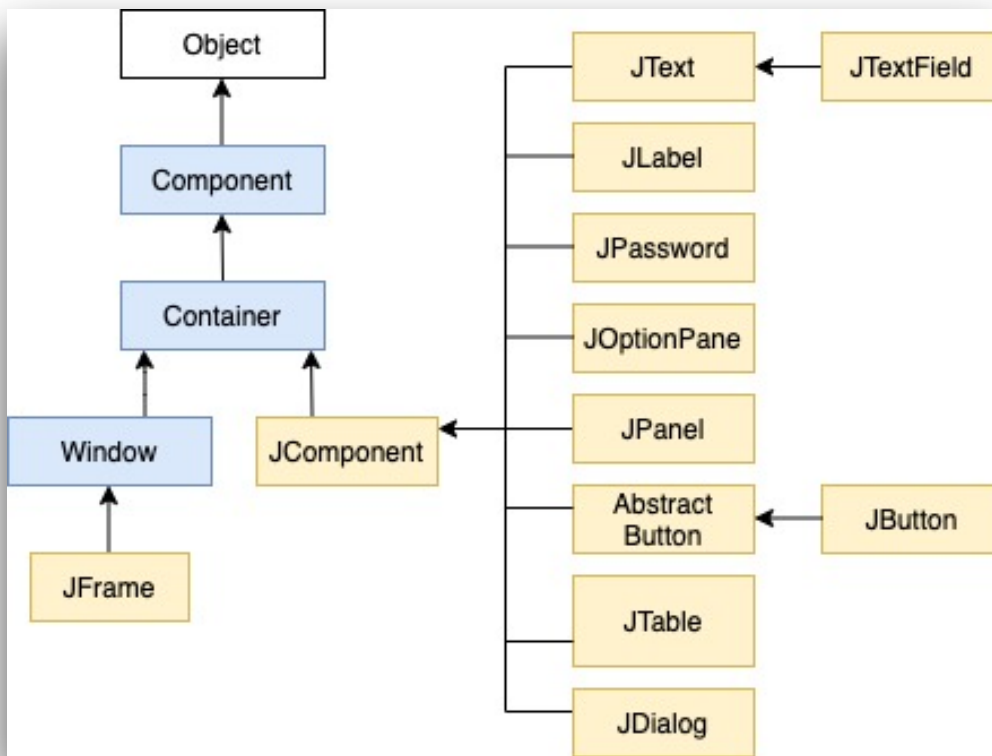 Object
JText
JTextField
JLabel
Component
JPassword
Container
JOptionPane
Window
JComponent
JPanel
Abstract
Button
JButton
JFrame
JTable
JDialog